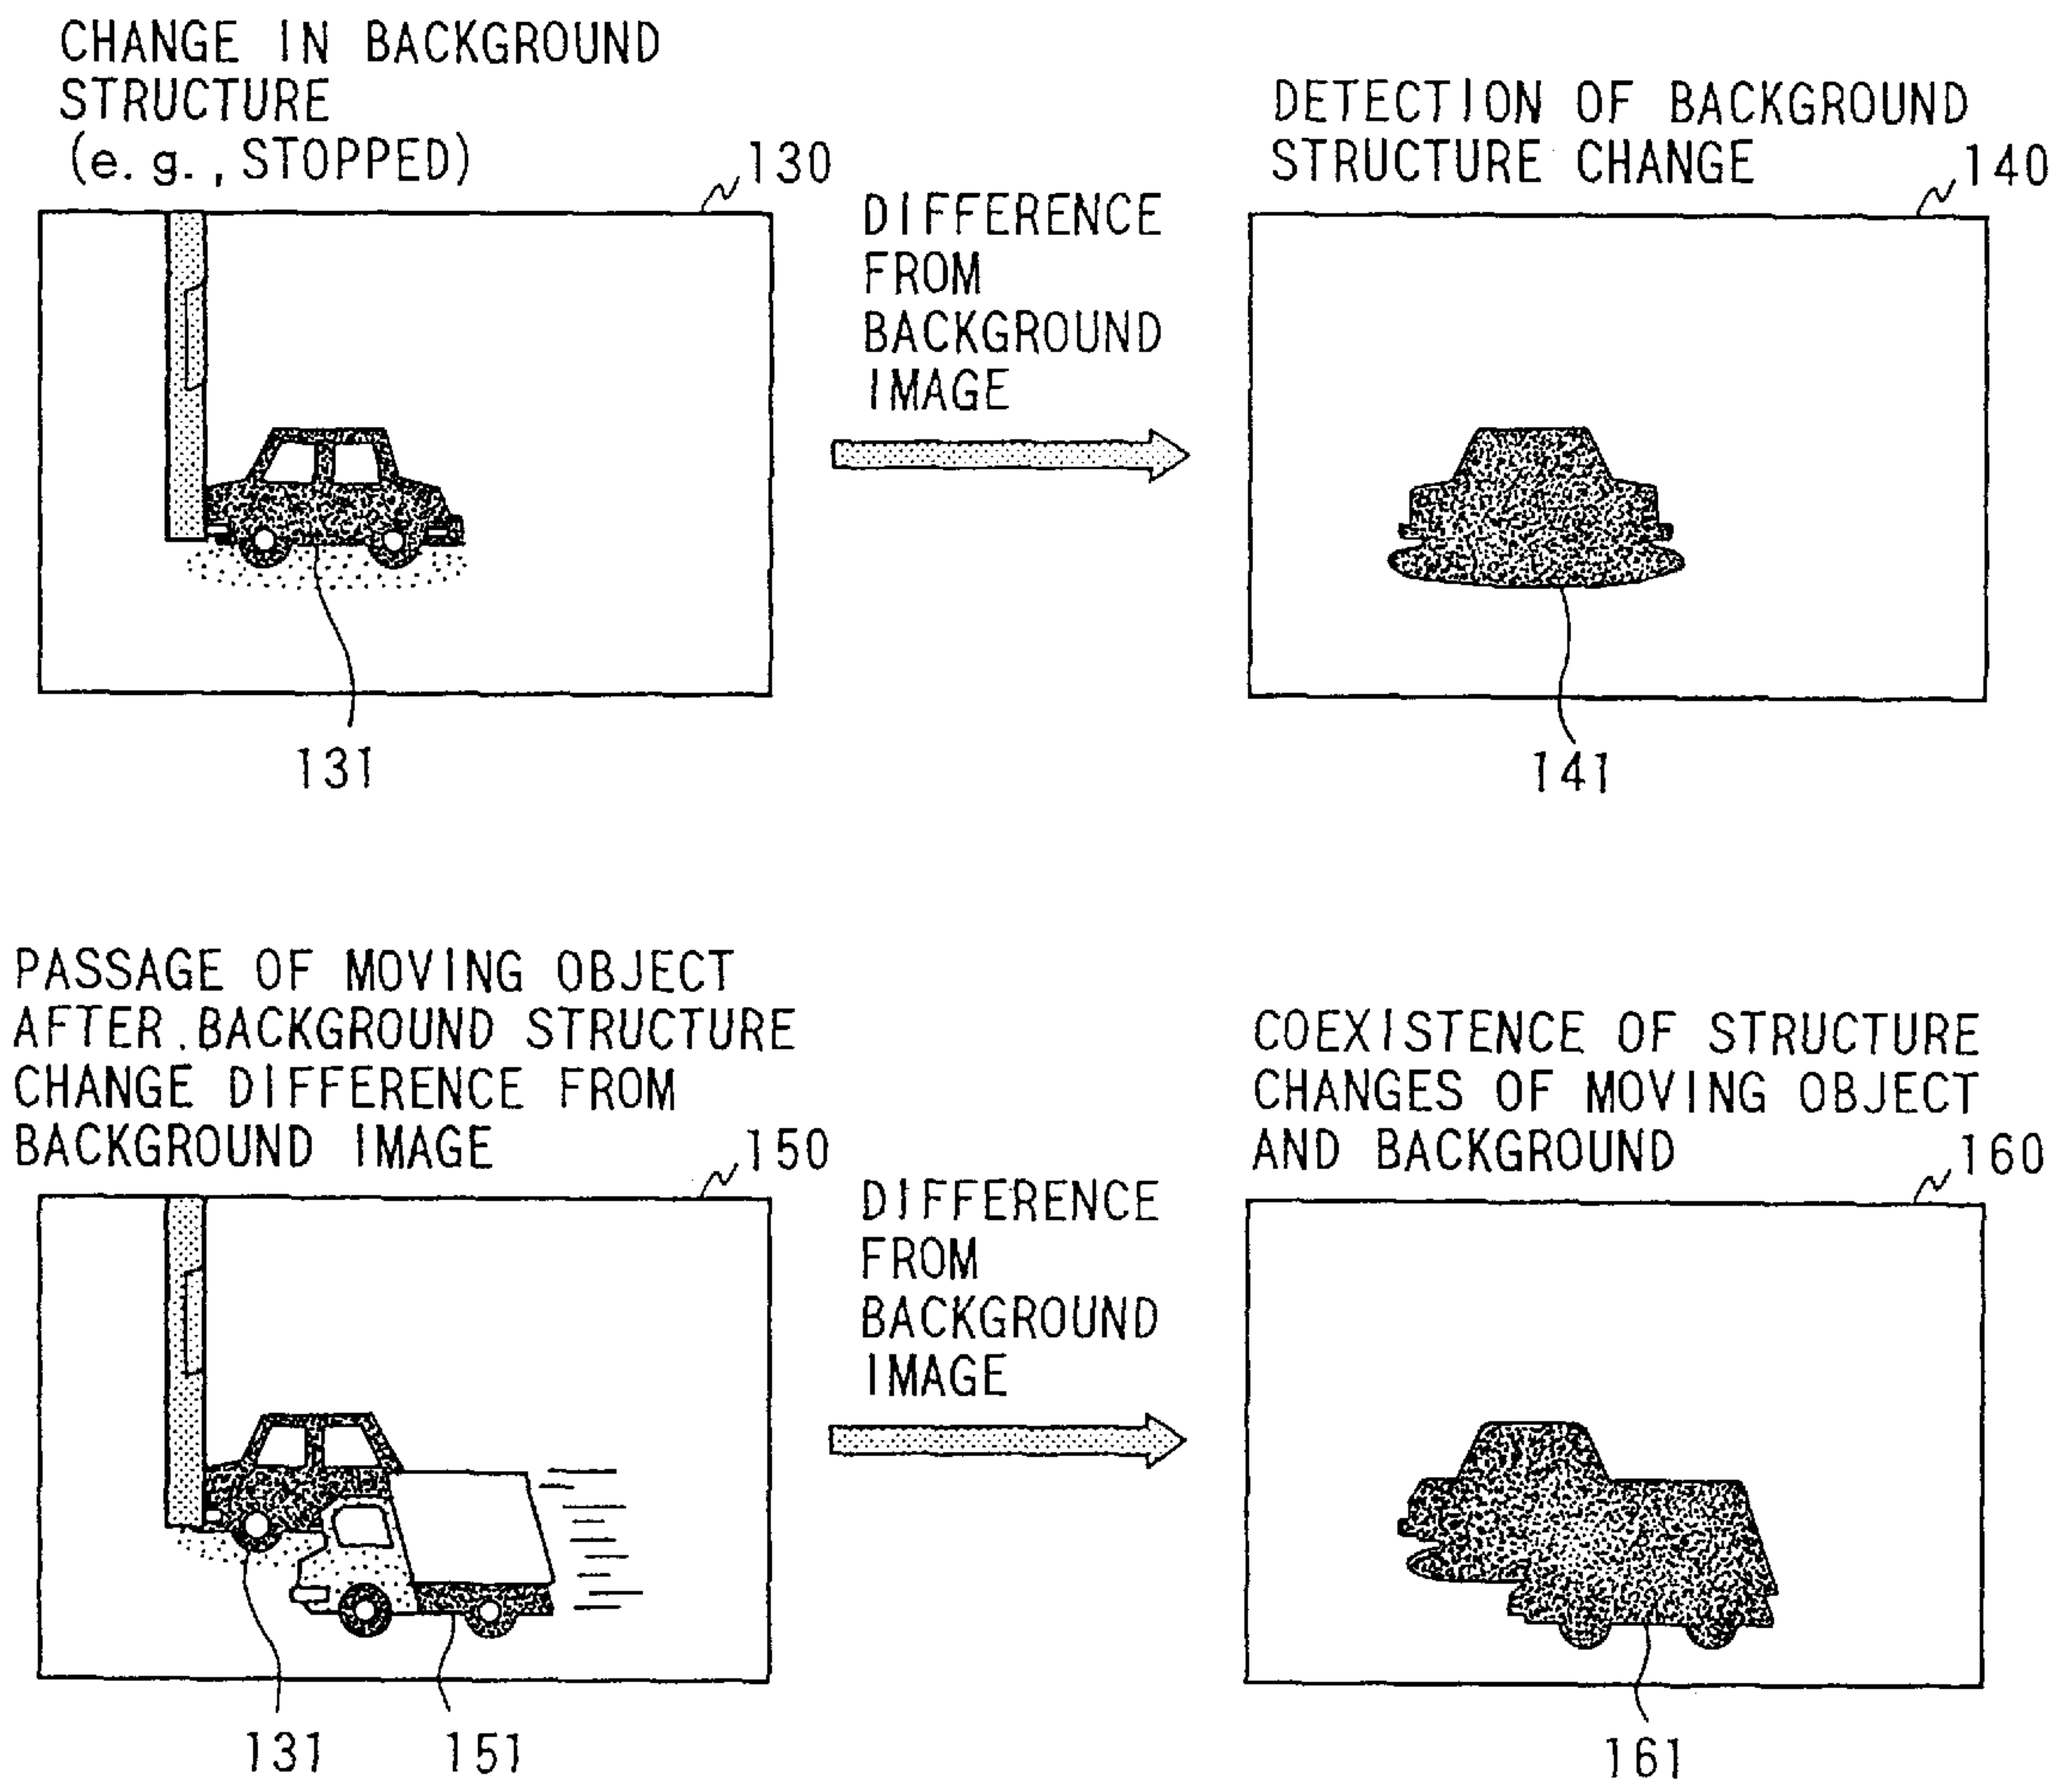 CHANGE IN BACKGROUND
STRUCTURE
(e.g., STOPPED)
130
DIFFERENCE
FROM
BACKGROUND
IMAGE
DETECTION OF BACKGROUND
STRUCTURE CHANGE
140
131
141
PASSAGE OF MOVING OBJECT
AFTER.BACKGROUND STRUCTURE
CHANGE DIFFERENCE FROM
BACKGROUND IMAGE
150
DIFFERENCE
FROM
BACKGROUND
IMAGE
COEXISTENCE OF STRUCTURE
CHANGES OF MOVING OBJECT
AND BACKGROUND
160
131
151
161